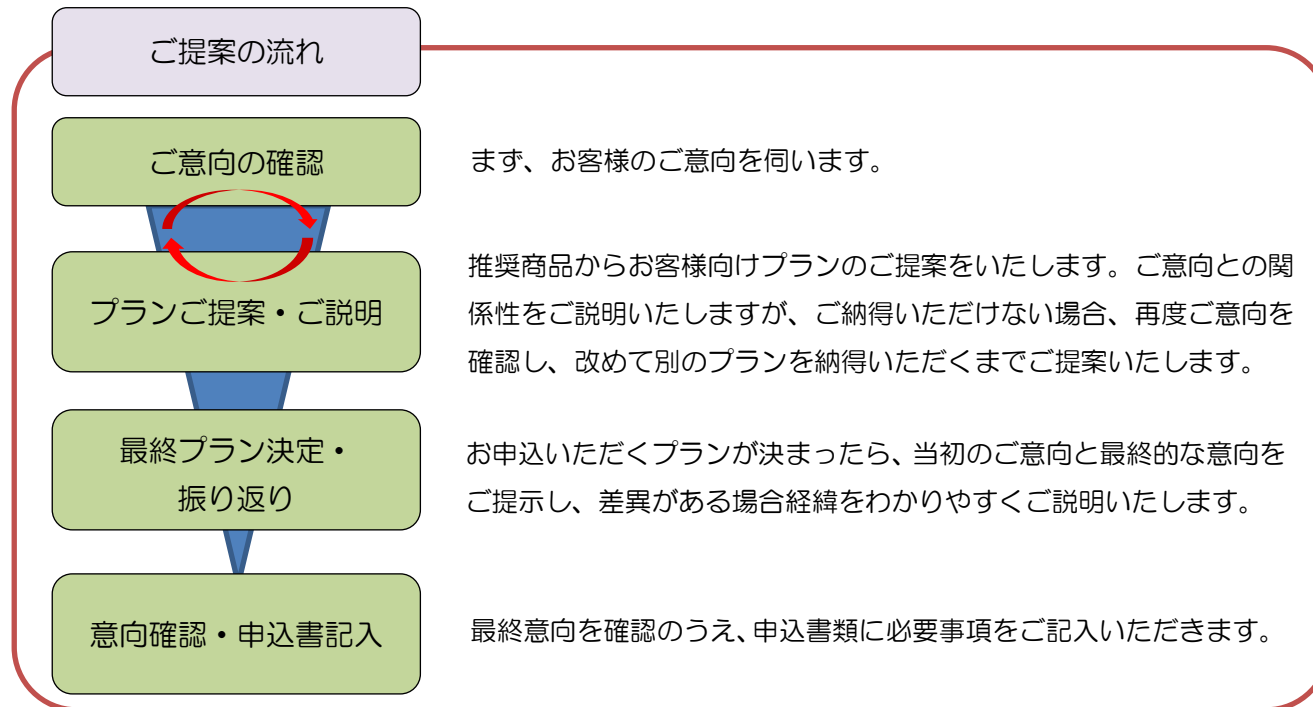 ご提案の流れ
ご意向の確認
まず、お客様のご意向を伺います。
プランご提案・ご説明
推奨商品からお客様向けプランのご提案をいたします。ご意向との関
係性をご説明いたしますが、ご納得いただけない場合、再度ご意向を
確認し、改めて別のプランを納得いただくまでご提案いたします。
最終プラン決定・
振り返り
お申込いただくプランが決まったら、当初のご意向と最終的な意向を
ご提示し、差異がある場合経緯をわかりやすくご説明いたします。
意向確認・申込書記入
最終意向を確認のうえ、申込書類に必要事項をご記入いただきます。